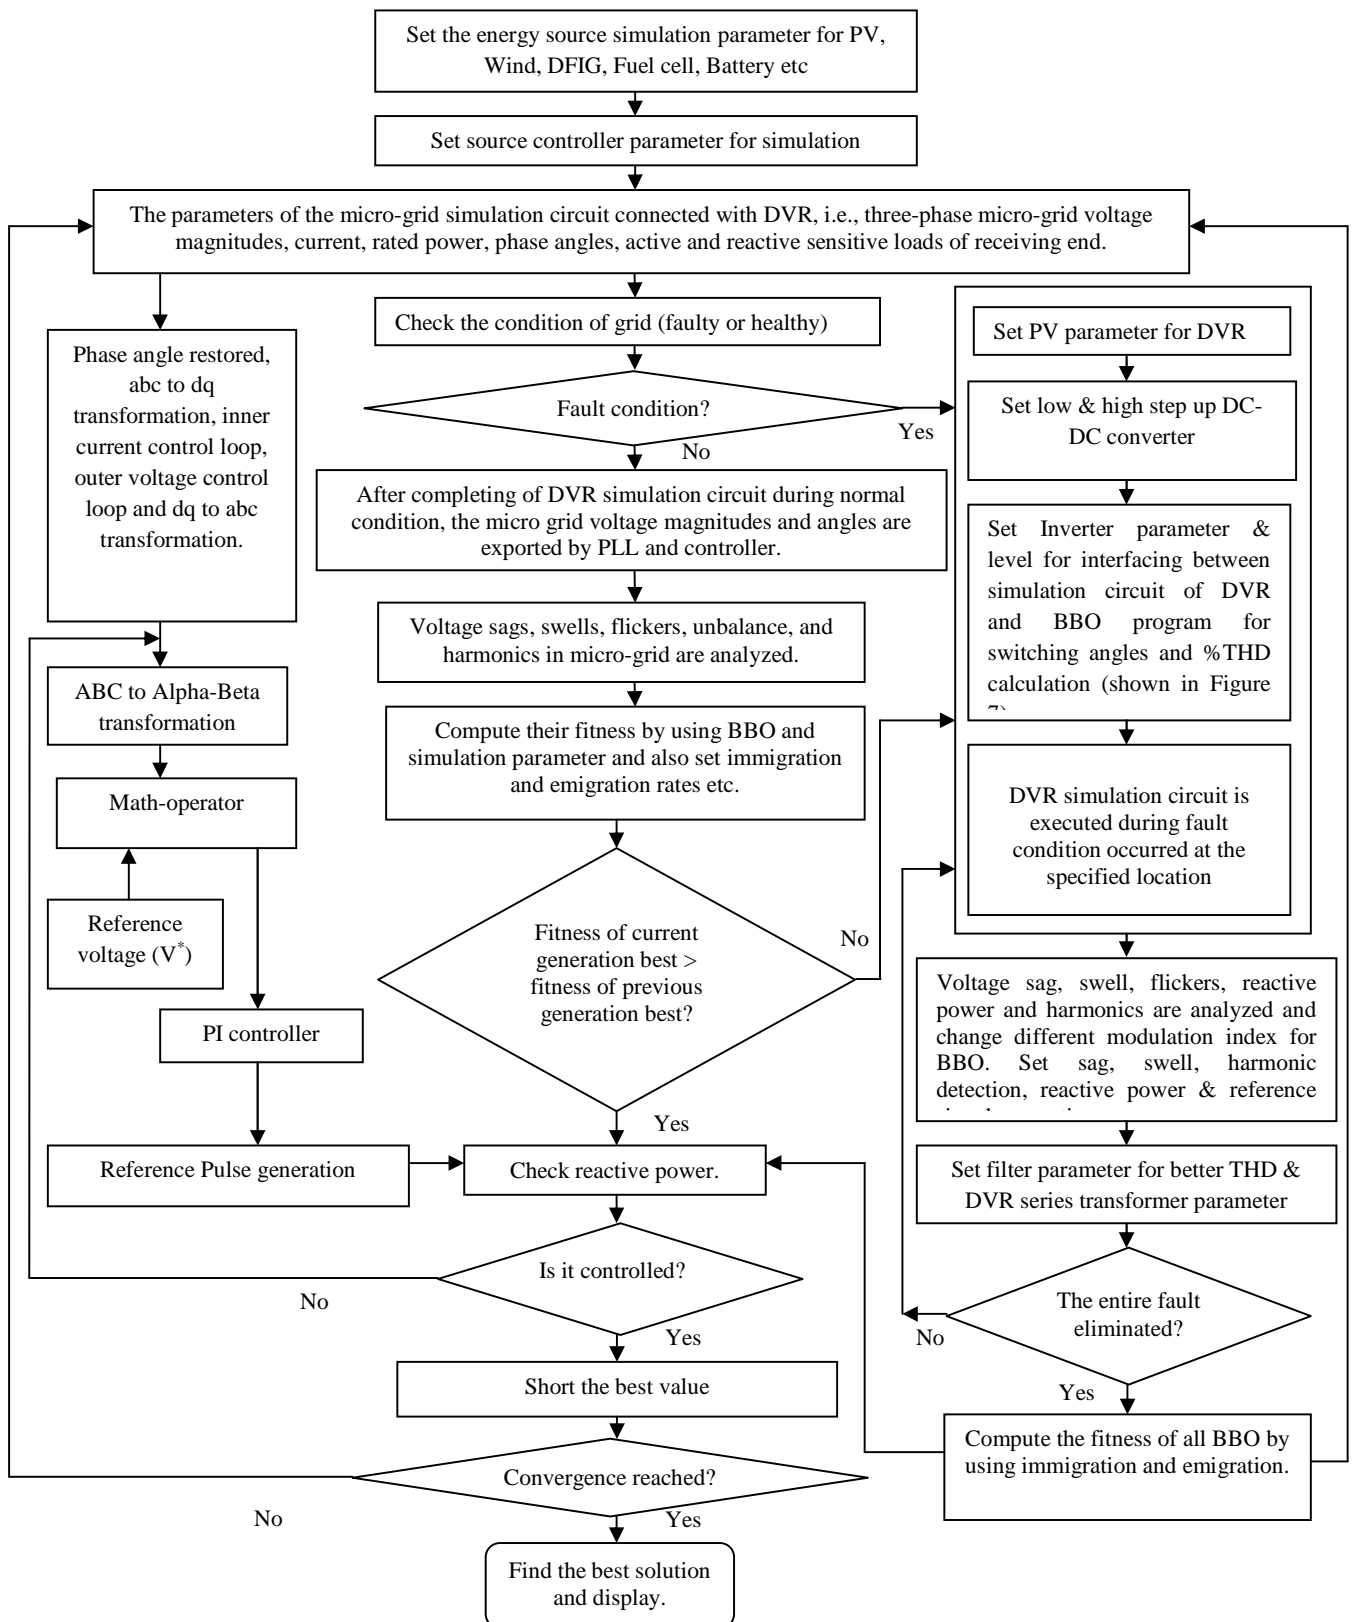 Set the energy source simulation parameter for PV,
Wind, DFIG, Fuel cell, Battery etc
Set source controller parameter for simulation
The parameters of the micro-grid simulation circuit connected with DVR, i.e., three-phase micro-grid voltage
magnitudes, current, rated power, phase angles, active and reactive sensitive loads of receiving end.
Phase angle restored,
abc to dq
transformation, inner
current control loop,
outer voltage control
loop and dq to abc
transformation.
ABC to Alpha-Beta
transformation
Math-operator
Reference
voltage (V*)
PI controller
Reference Pulse generation
Check the condition of grid (faulty or healthy)
Fault condition?
Yes
No
After completing of DVR simulation circuit during normal
condition, the micro grid voltage magnitudes and angles are
exported by PLL and controller.
Voltage sags, swells, flickers, unbalance, and
harmonics in micro-grid are analyzed.
Compute their fitness by using BBO and
simulation parameter and also set immigration
and emigration rates etc.
Fitness of current
generation best >
fitness of previous
generation best?
No
Yes
Check reactive power.
Is it controlled?
No
Yes
Short the best value
Convergence reached?
No
Yes
Find the best solution
and display.
Set PV parameter for DVR
Set low & high step up DC-
DC converter
Set Inverter parameter &
level for interfacing between
simulation circuit of DVR
and BBO program for
switching angles and %THD
calculation (shown in Figure
7)
DVR simulation circuit is
executed during fault
condition occurred at the
specified location
Voltage sag, swell, flickers, reactive
power and harmonics are analyzed and
change different modulation index for
BBO. Set sag, swell, harmonic
detection, reactive power & reference
Set filter parameter for better THD &
DVR series transformer parameter
The entire fault
eliminated?
No
Yes
Compute the fitness of all BBO by
using immigration and emigration.